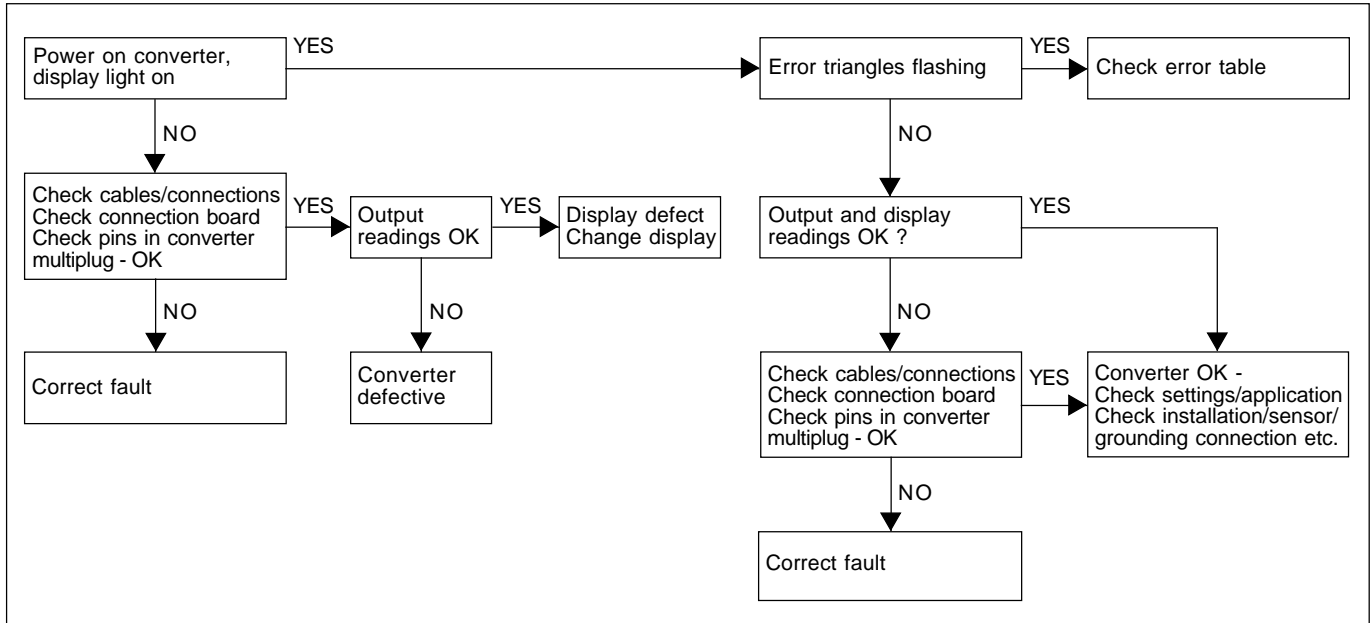 Power on converter,
display light on
YES
Error triangles flashing
YES
Check error table
NO
NO
Check cables/connections
Check connection board
Check pins in converter
multiplug - OK
YES
Output
readings OK
YES
Display defect
Change display
Output and display
readings OK ?
YES
NO
NO
NO
Correct fault
Converter
defective
Check cables/connections
Check connection board
Check pins in converter
multiplug - OK
YES
Converter OK -
Check settings/application
Check installation/sensor/
grounding connection etc.
NO
Correct fault